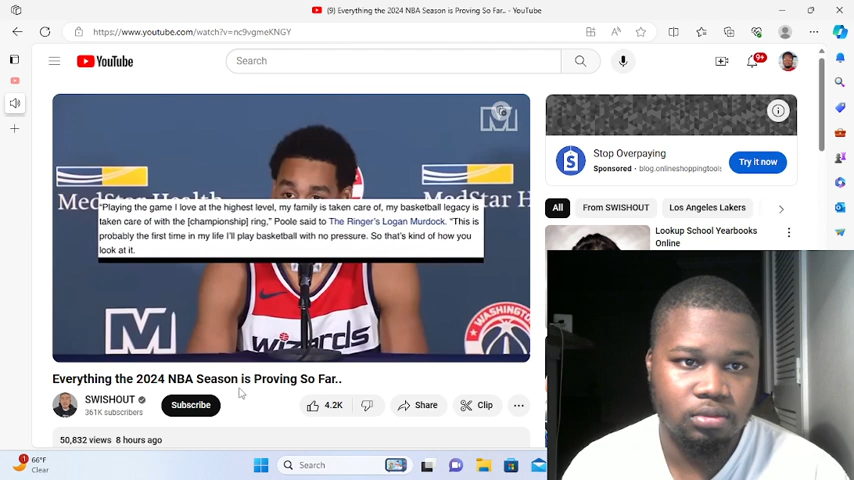 (9) Everything the 2024 NBA Season is Proving So Far.. - YouTube
https://www.youtube.com/watch?v=nc9vgmeKNGY
YouTube
Search
9+
M
MedStar
MedStar H
"Playing the game I love at the highest level, my family is taken care of, my basketball legacy is
taken care of with the [championship] ring," Poole said to The Ringer's Logan Murdock. "This is
probably the first time in my life I'll play basketball with no pressure. So that's kind of how you
look at it.
M
wizards
WASHINGTON
Stop Overpaying
Sponsored · blog.onlineshoppingtools
Try it now
All
From SWISHOUT
Los Angeles Lakers
Lookup School Yearbooks
Online
Everything the 2024 NBA Season is Proving So Far..
SWISHOUT
361K subscribers
Subscribe
4.2K
Share
Clip
50,832 views 8 hours ago
1
66°F
Clear
Search